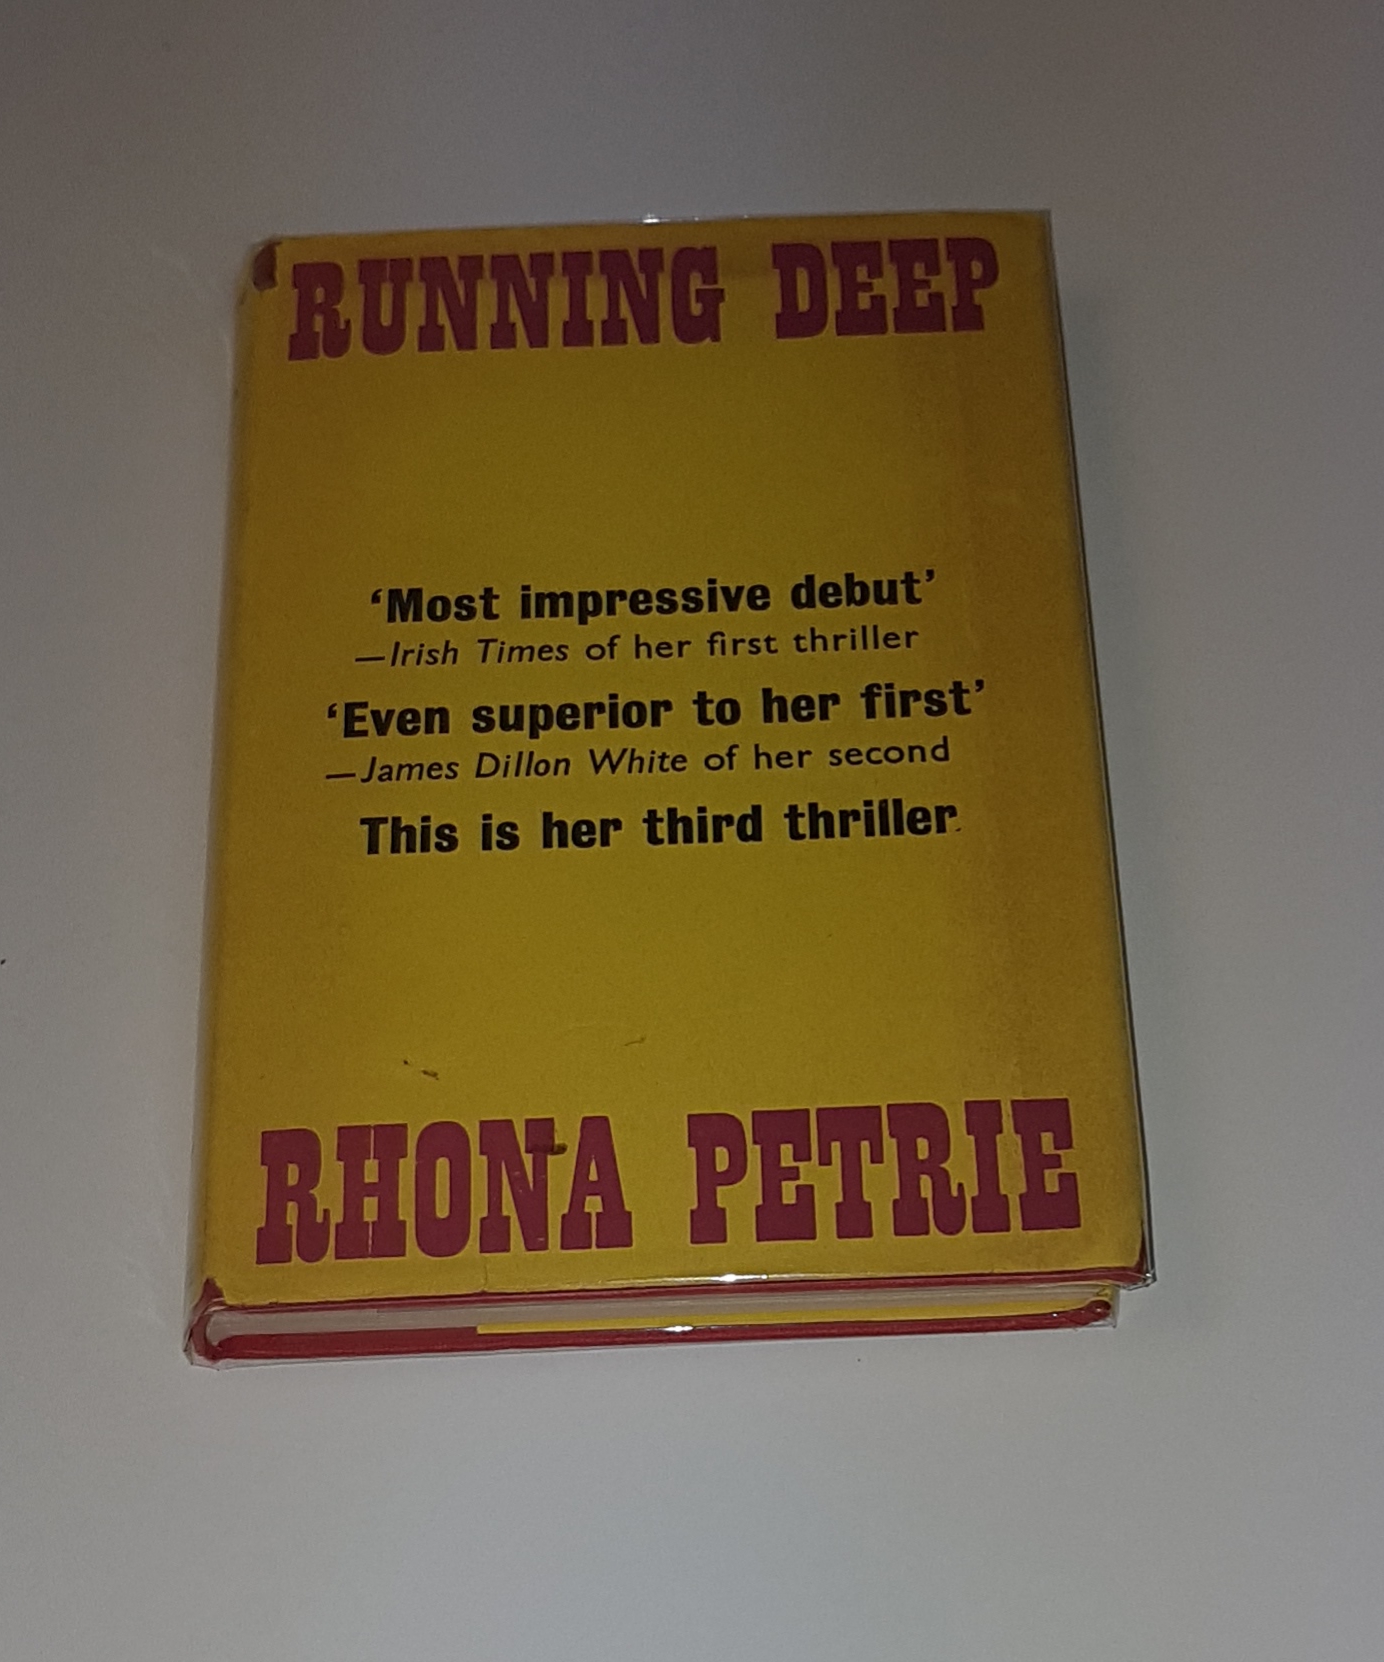 RUNNING DEEP
‘Most impressive debut’
—Irish Times of her first thriller
‘Even superior to her first’
—James Dillon White of her second
This is her third thriller.
RHONA PETRIE